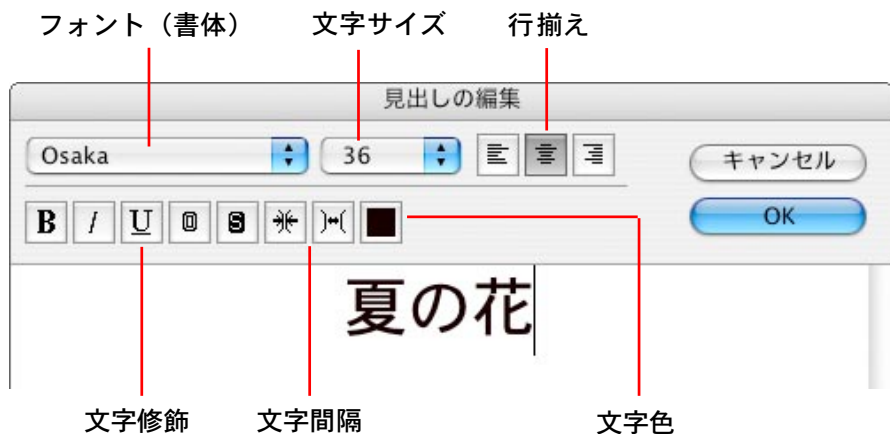 フォント（書体） 文字サイズ 行揃え
見出しの編集
Osaka 36 キャンセル
B I U O S OK
夏の花
文字修飾 文字間隔 文字色